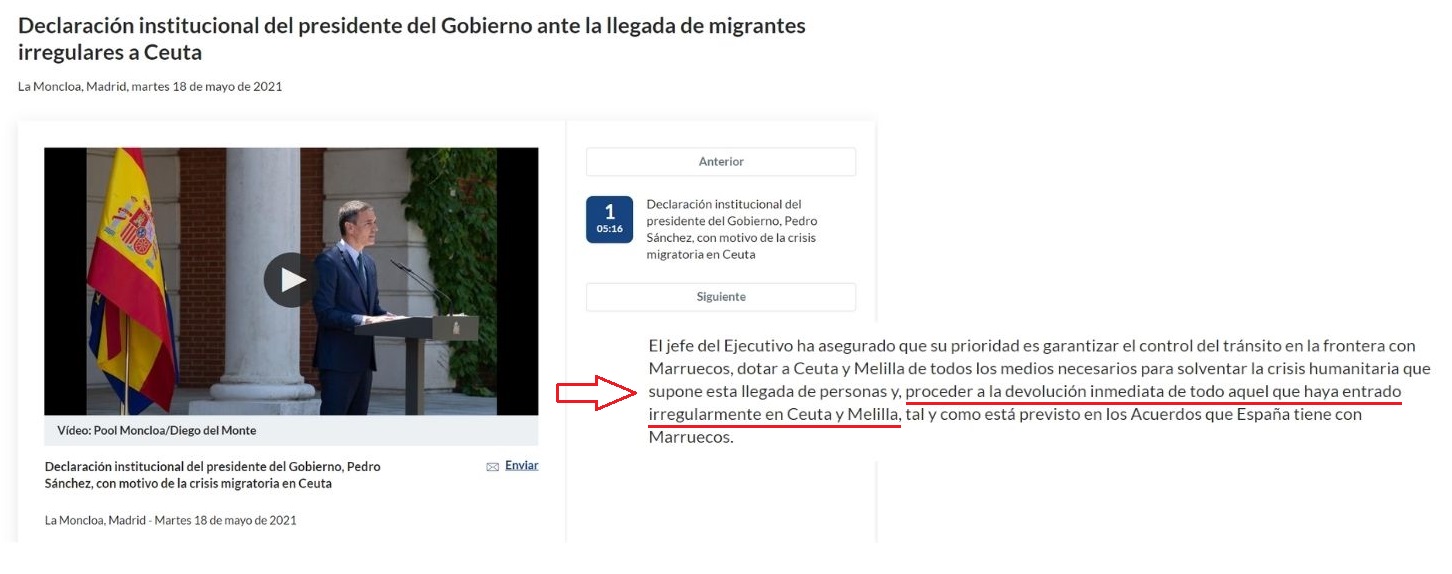 Declaración institucional del presidente del Gobierno ante la llegada de migrantes
irregulares a Ceuta
La Moncloa, Madrid, martes 18 de mayo de 2021
Vídeo: Pool Moncloa/Diego del Monte
Declaración institucional del presidente del Gobierno, Pedro
Sánchez, con motivo de la crisis migratoria en Ceuta
Enviar
La Moncloa, Madrid - Martes 18 de mayo de 2021
Anterior
1
05:16
Declaración institucional del
presidente del Gobierno, Pedro
Sánchez, con motivo de la crisis
migratoria en Ceuta
Siguiente
El jefe del Ejecutivo ha asegurado que su prioridad es garantizar el control del tránsito en la frontera con
Marruecos, dotar a Ceuta y Melilla de todos los medios necesarios para solventar la crisis humanitaria que
supone esta llegada de personas y, proceder a la devolución inmediata de todo aquel que haya entrado
irregularmente en Ceuta y Melilla, tal y como está previsto en los Acuerdos que España tiene con
Marruecos.